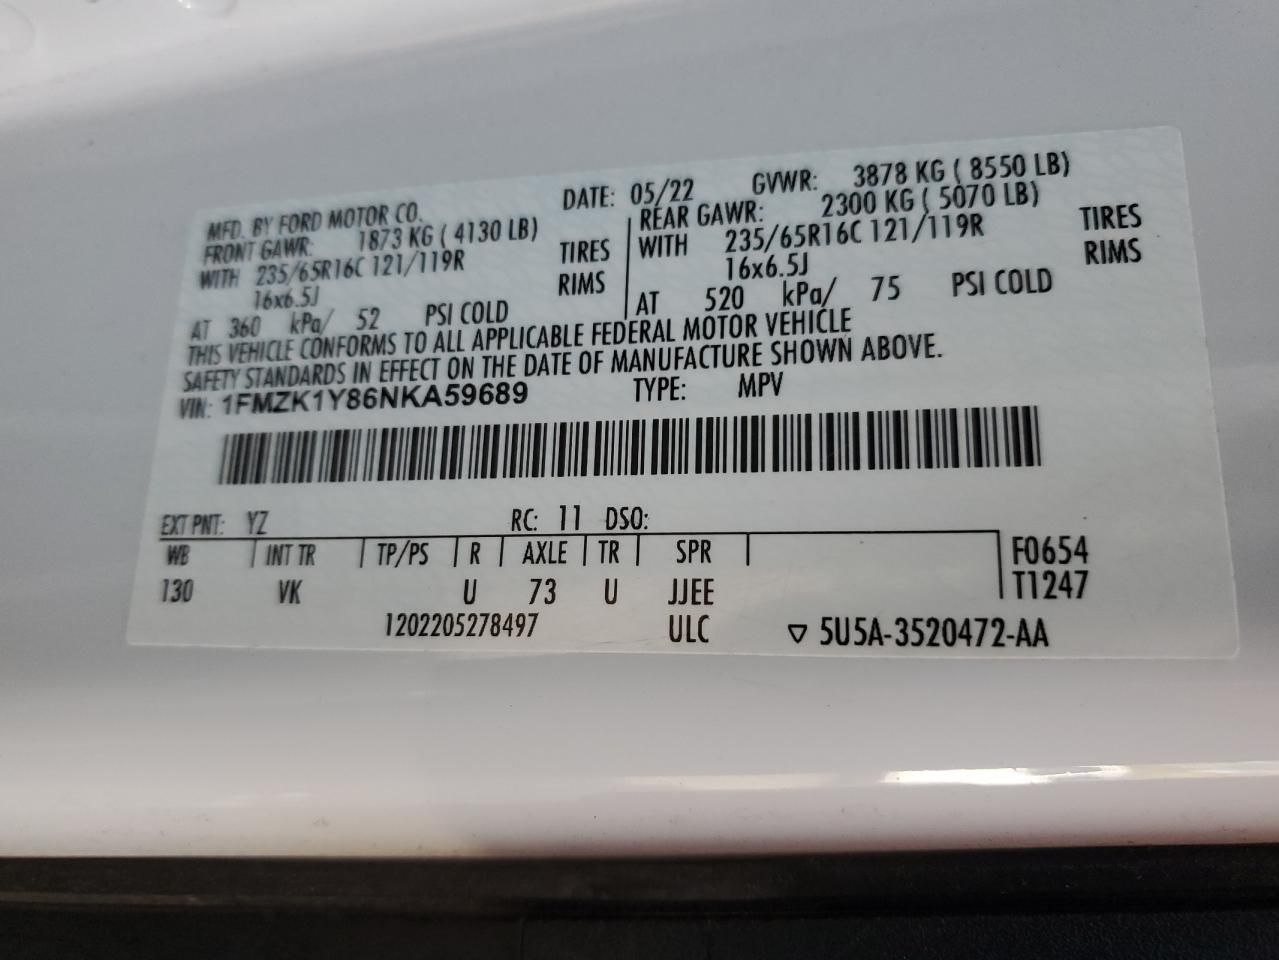 MFD. BY FORD MOTOR CO. DATE: 05/22 GVWR: 3878 KG ( 8550 LB)
FRONT GAWR: 1873 KG ( 4130 LB) REAR GAWR: 2300 KG ( 5070 LB)
WITH 235/65R16C 121/119R TIRES WITH 235/65R16C 121/119R TIRES
16x6.5J RIMS 16x6.5J RIMS
AT 360 kPa/ 52 PSI COLD AT 520 kPa/ 75 PSI COLD
THIS VEHICLE CONFORMS TO ALL APPLICABLE FEDERAL MOTOR VEHICLE
SAFETY STANDARDS IN EFFECT ON THE DATE OF MANUFACTURE SHOWN ABOVE.
VIN: 1FMZK1Y86NKA59689 TYPE: MPV
EXT PNT: YZ RC: 11 DSO:
WB INT TR TP/PS R AXLE TR SPR F0654
130 VK U 73 U JJEE T1247
1202205278497 ULC ▽ 5U5A-3520472-AA